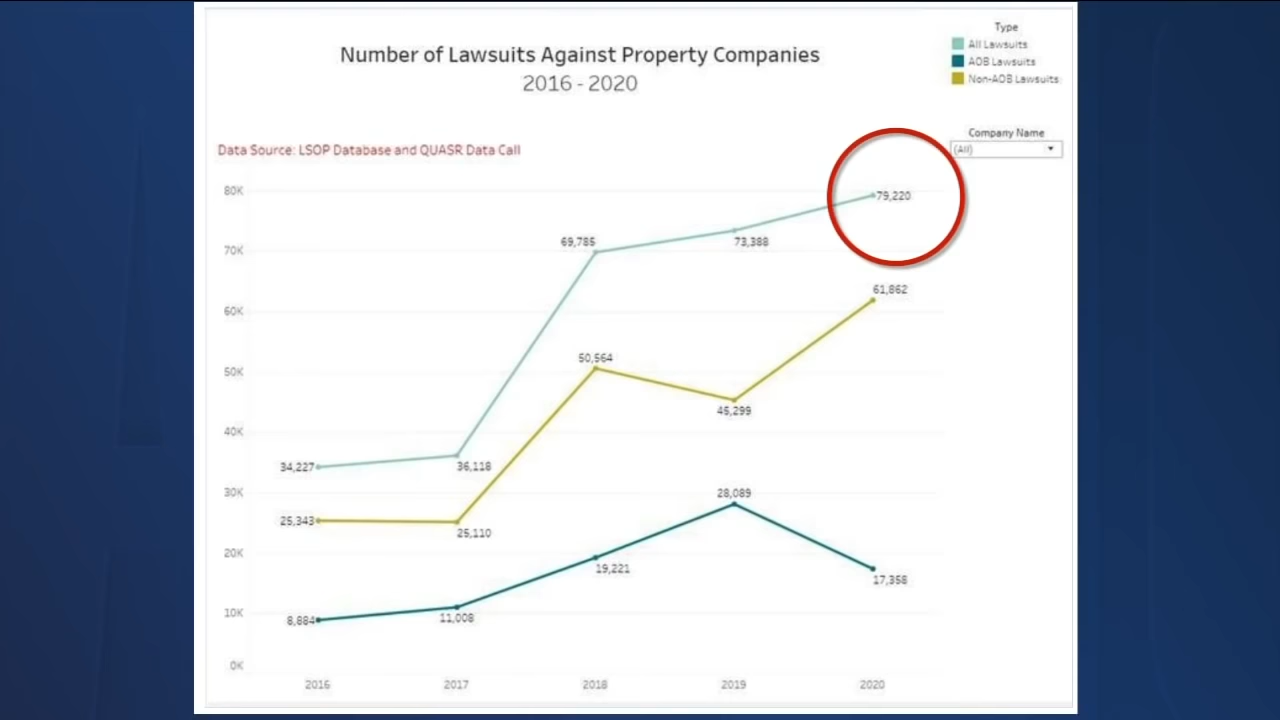 Number of Lawsuits Against Property Companies
2016 - 2020
Type
All Lawsuits
AOB Lawsuits
Non-AOB Lawsuits
Company Name
(All)
Data Source: LSOP Database and QUASR Data Call
80K
79,220
70K
69,785
73,388
60K
61,862
50K
50,564
45,299
40K
34,227
36,118
30K
28,089
25,343
25,110
20K
19,221
17,358
10K
8,884
11,008
0K
2016
2017
2018
2019
2020